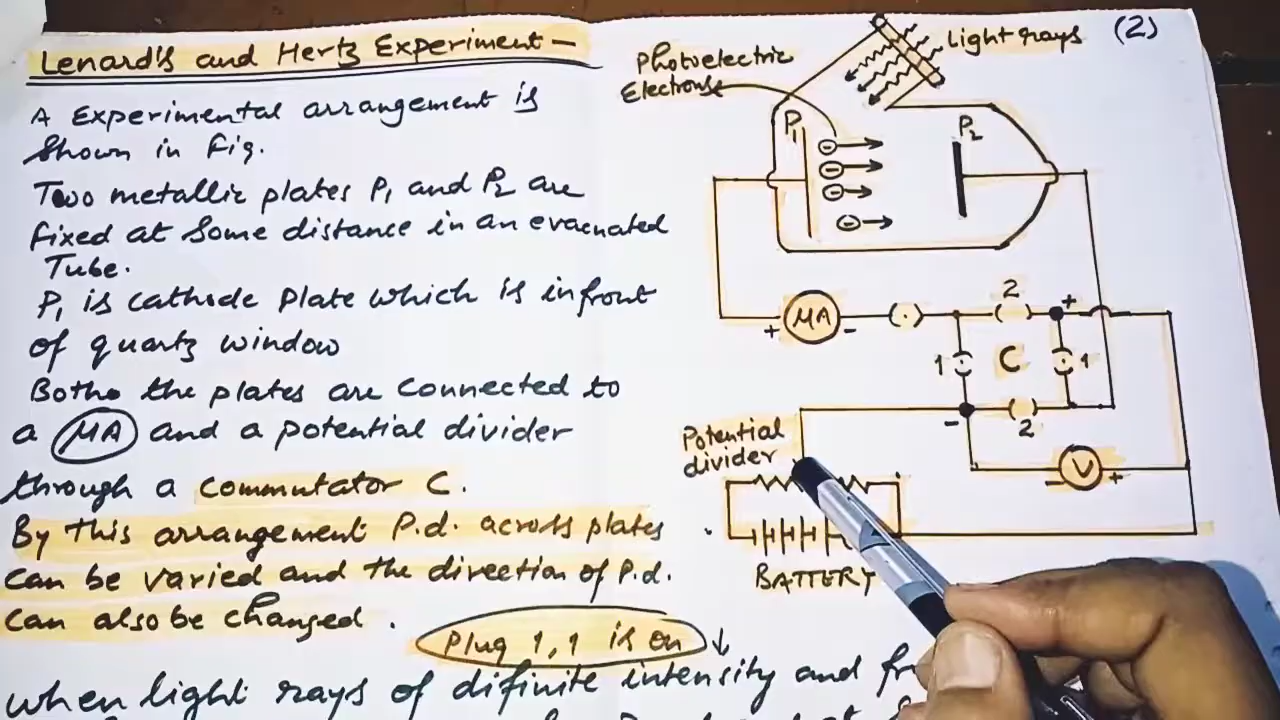 Lenard's and Hertz Experiment -
A Experimental arrangement is
Shown in Fig.
Two metallic plates P1 and P2 are
fixed at some distance in an evacuated
Tube.
P1 is cathode plate which is infront
of quartz window
Botho the plates are connected to
a MA and a potential divider
through a commutator C.
By this arrangement P.d. across plates
can be varied and the direction of P.d.
can also be changed.
Plug 1,1 is on ↓
when light rays of difinite intensity and
(2)
Light rays
Photoelectric
Electrons
P1
P2
+ MA -
2
+
1 C 1
-
2
Potential
divider
- V +
BATTERY